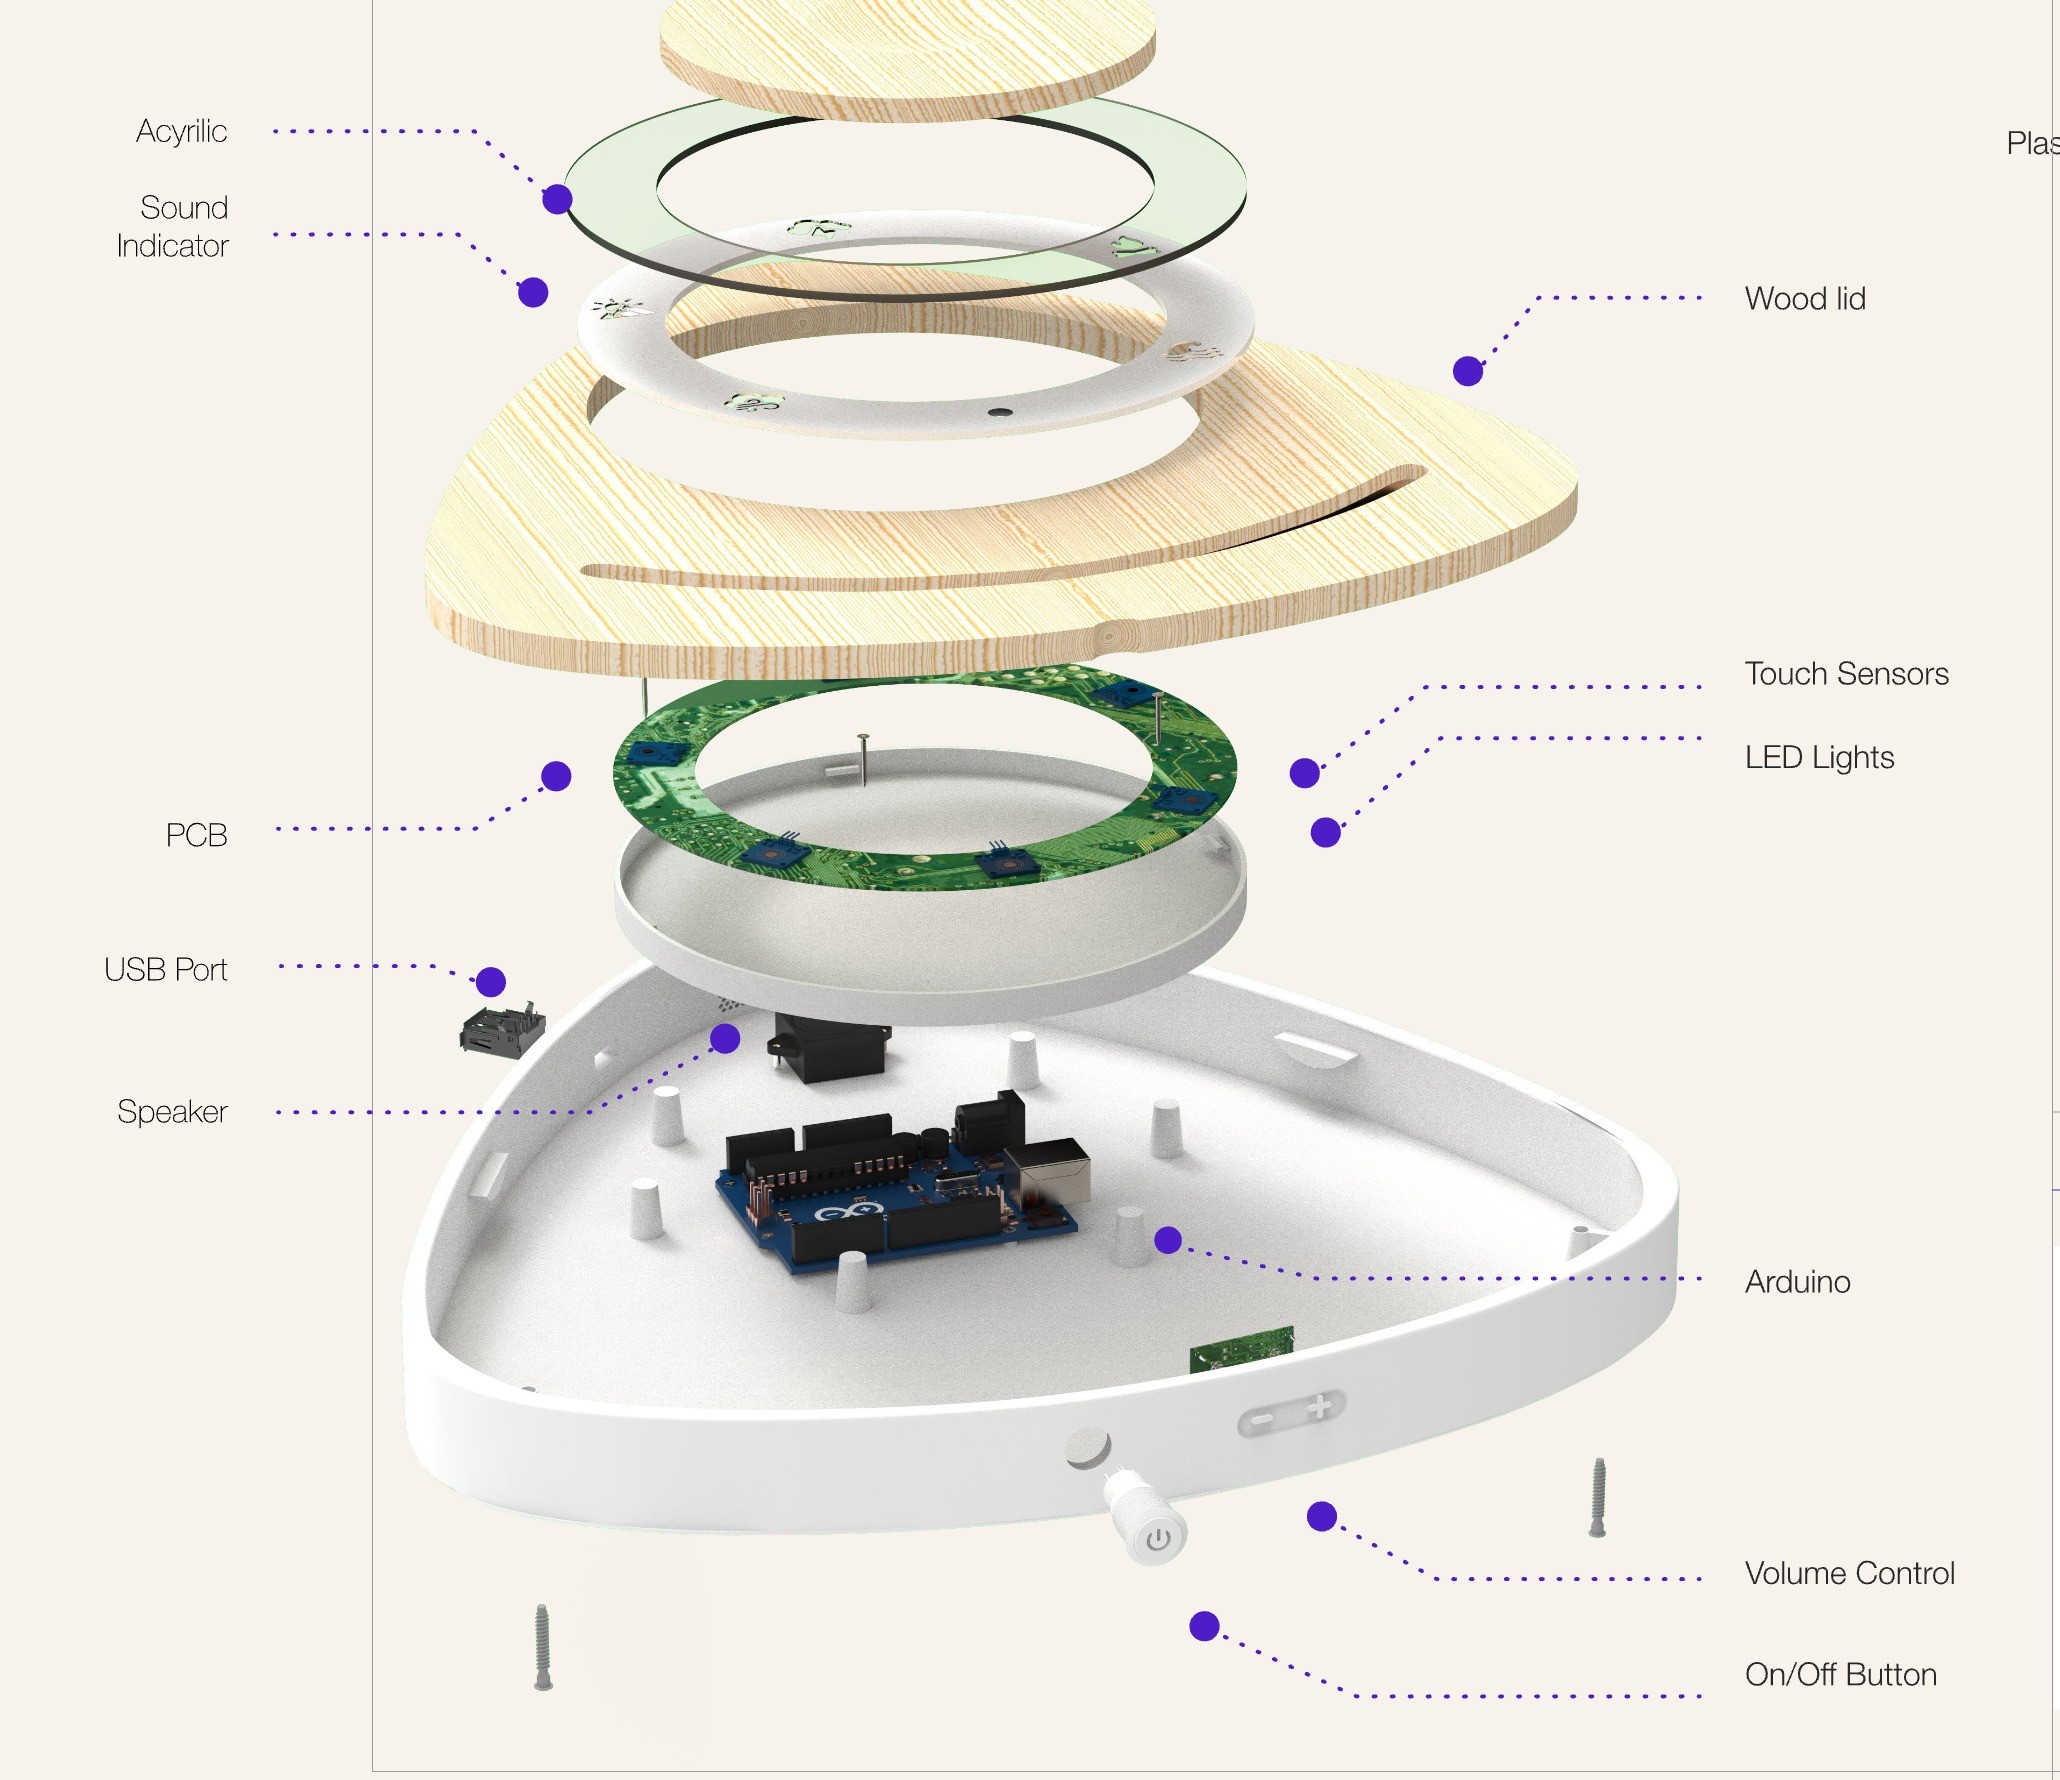 Acyrilic
Sound
Indicator
Plas
Wood lid
Touch Sensors
LED Lights
PCB
USB Port
Speaker
Arduino
Volume Control
On/Off Button